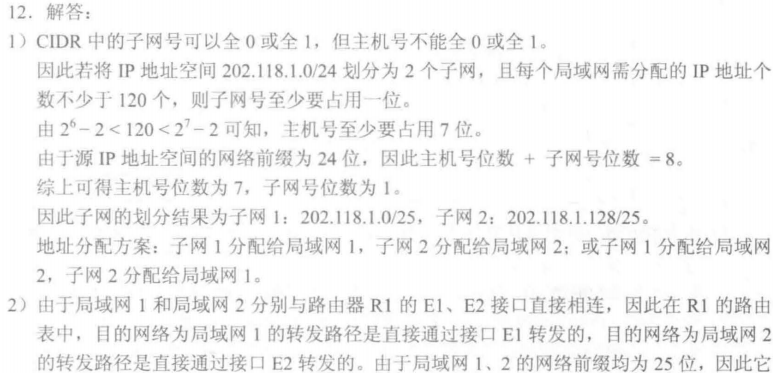 12．解答：
1）CIDR 中的子网号可以全 0 或全 1，但主机号不能全 0 或全 1。
因此若将 IP 地址空间 202.118.1.0/24 划分为 2 个子网，且每个局域网需分配的 IP 地址个
数不少于 120 个，则子网号至少要占用一位。
由 2⁶－2 < 120 < 2⁷－2 可知，主机号至少要占用 7 位。
由于源 IP 地址空间的网络前缀为 24 位，因此主机号位数 + 子网号位数 = 8。
综上可得主机号位数为 7，子网号位数为 1。
因此子网的划分结果为子网 1：202.118.1.0/25，子网 2：202.118.1.128/25。
地址分配方案：子网 1 分配给局域网 1，子网 2 分配给局域网 2；或子网 1 分配给局域网
2，子网 2 分配给局域网 1。
2）由于局域网 1 和局域网 2 分别与路由器 R1 的 E1、E2 接口直接相连，因此在 R1 的路由
表中，目的网络为局域网 1 的转发路径是直接通过接口 E1 转发的，目的网络为局域网 2
的转发路径是直接通过接口 E2 转发的。由于局域网 1、2 的网络前缀均为 25 位，因此它